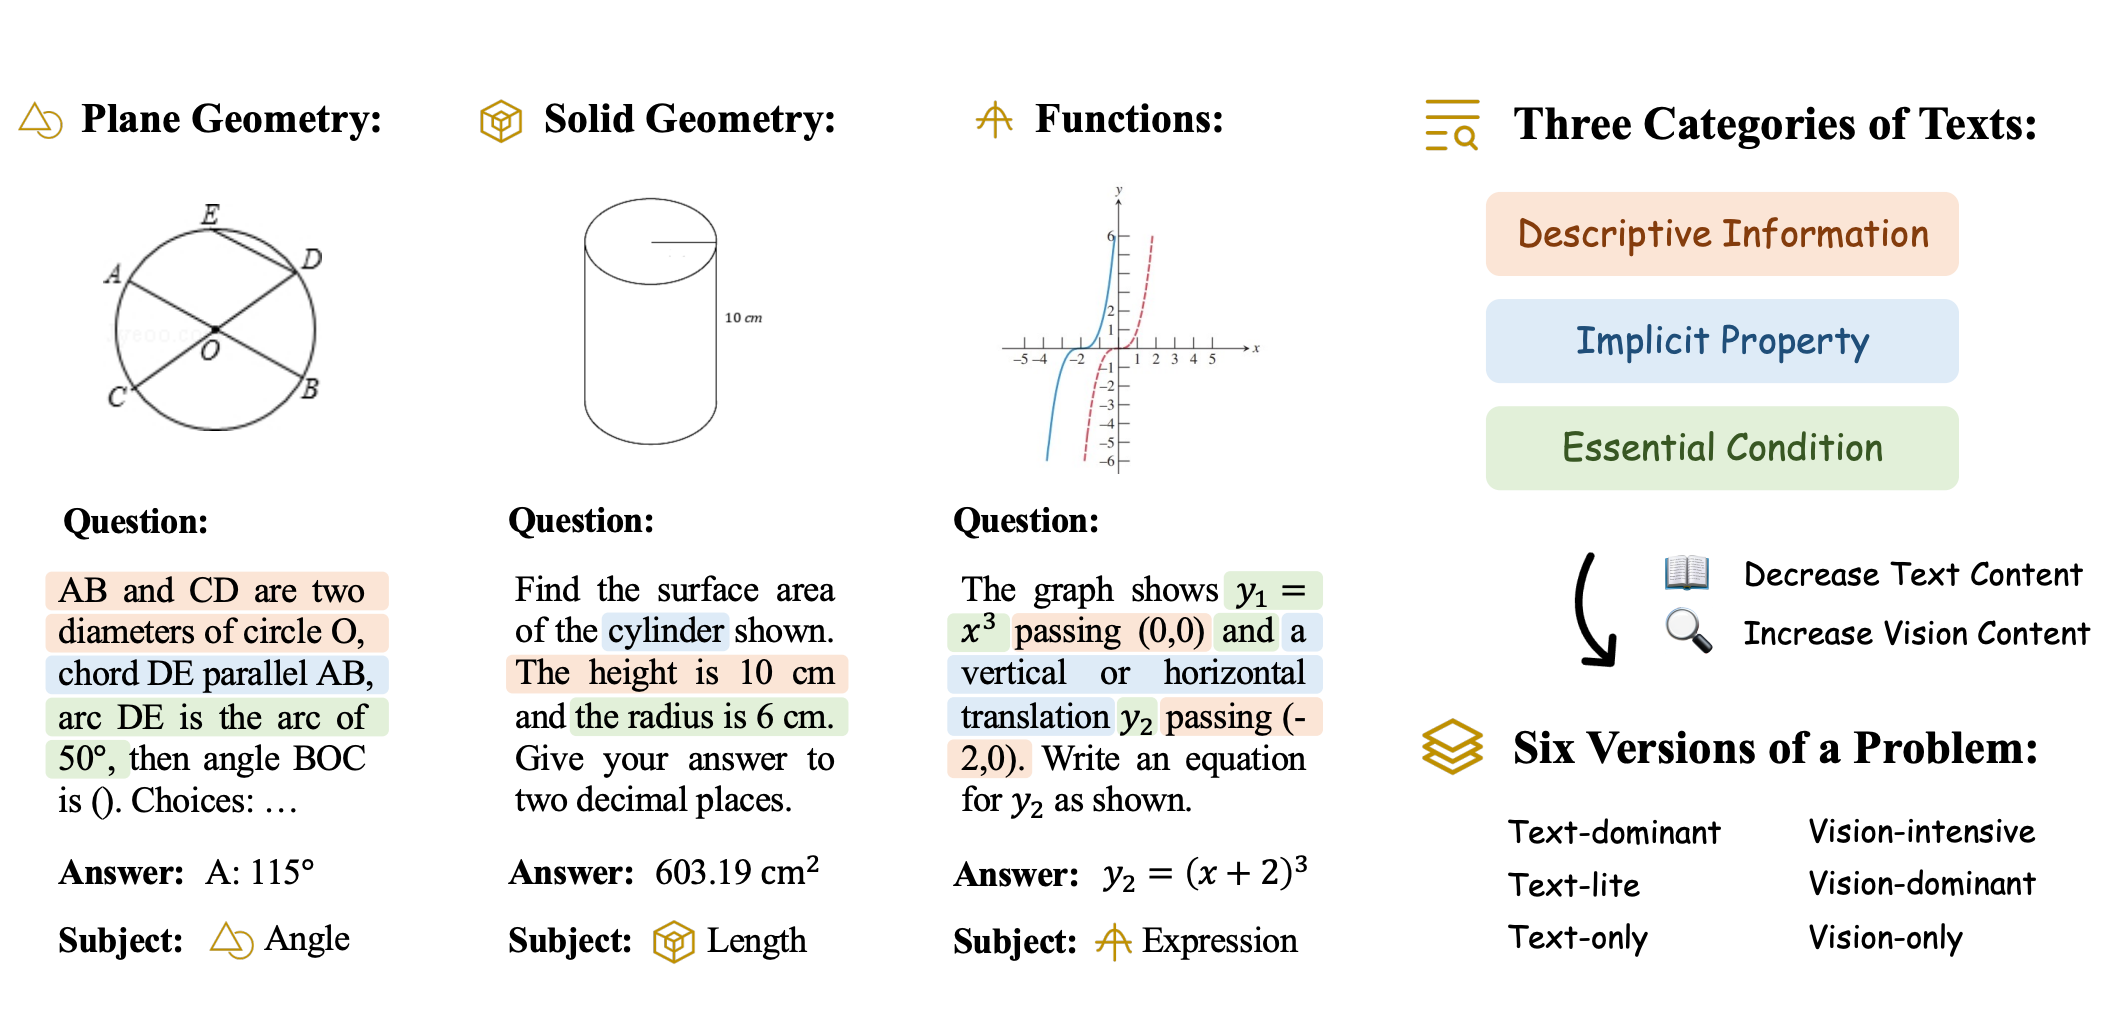 Plane Geometry:
E
D
A
O
C
B
Question:
AB and CD are two
diameters of circle O,
chord DE parallel AB,
arc DE is the arc of
50°, then angle BOC
is (). Choices: …
Answer: A: 115°
Subject: Angle
Solid Geometry:
10 cm
Question:
Find the surface area
of the cylinder shown.
The height is 10 cm
and the radius is 6 cm.
Give your answer to
two decimal places.
Answer: 603.19 cm²
Subject: Length
Functions:
y
6
2
1
-5 -4 -2 1 2 3 4 5 x
-1
-2
-3
-4
-5
-6
Question:
The graph shows y₁ =
x³ passing (0,0) and a
vertical or horizontal
translation y₂ passing (-
2,0). Write an equation
for y₂ as shown.
Answer: y₂ = (x + 2)³
Subject: Expression
Three Categories of Texts:
Descriptive Information
Implicit Property
Essential Condition
Decrease Text Content
Increase Vision Content
Six Versions of a Problem:
Text-dominant
Text-lite
Text-only
Vision-intensive
Vision-dominant
Vision-only